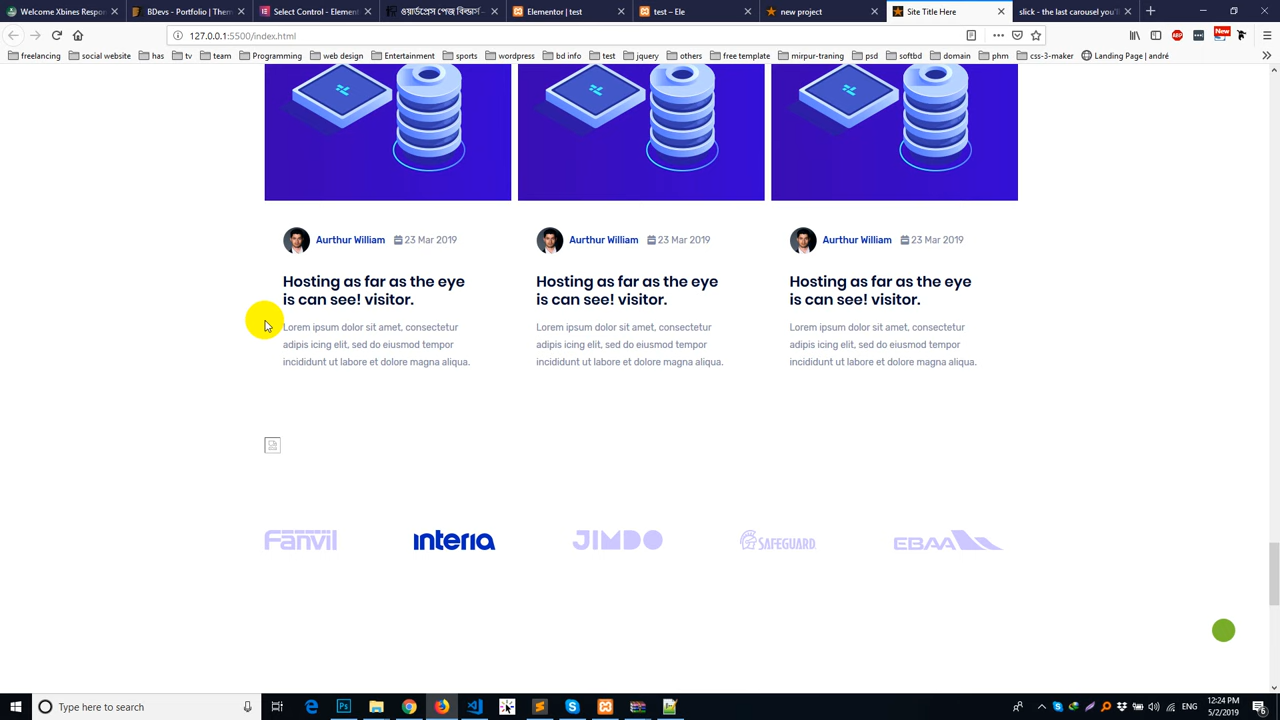 Welcome Xbines Respon
BDevs - Portfolio | Them
Select Control - Element
ওয়ার্ডপ্রেস পেজ বিল্ডার্স-
Elementor | test
test – Ele
new project
Site Title Here
slick - the last carousel you'll
127.0.0.1:5500/index.html
New
freelancing
social website
has
tv
team
Programming
web design
Entertainment
sports
wordpress
bd info
test
jquery
others
free template
mirpur-traning
psd
softbd
domain
phm
css-3-maker
Landing Page | andré
Aurthur William 23 Mar 2019
Hosting as far as the eye
is can see! visitor.
Lorem ipsum dolor sit amet, consectetur
adipis icing elit, sed do eiusmod tempor
incididunt ut labore et dolore magna aliqua.
Aurthur William 23 Mar 2019
Hosting as far as the eye
is can see! visitor.
Lorem ipsum dolor sit amet, consectetur
adipis icing elit, sed do eiusmod tempor
incididunt ut labore et dolore magna aliqua.
Aurthur William 23 Mar 2019
Hosting as far as the eye
is can see! visitor.
Lorem ipsum dolor sit amet, consectetur
adipis icing elit, sed do eiusmod tempor
incididunt ut labore et dolore magna aliqua.
Fanvil
interia
JIMDO
SAFEGUARD
EBAA
Type here to search
ENG
12:24 PM
5/2/2019
6